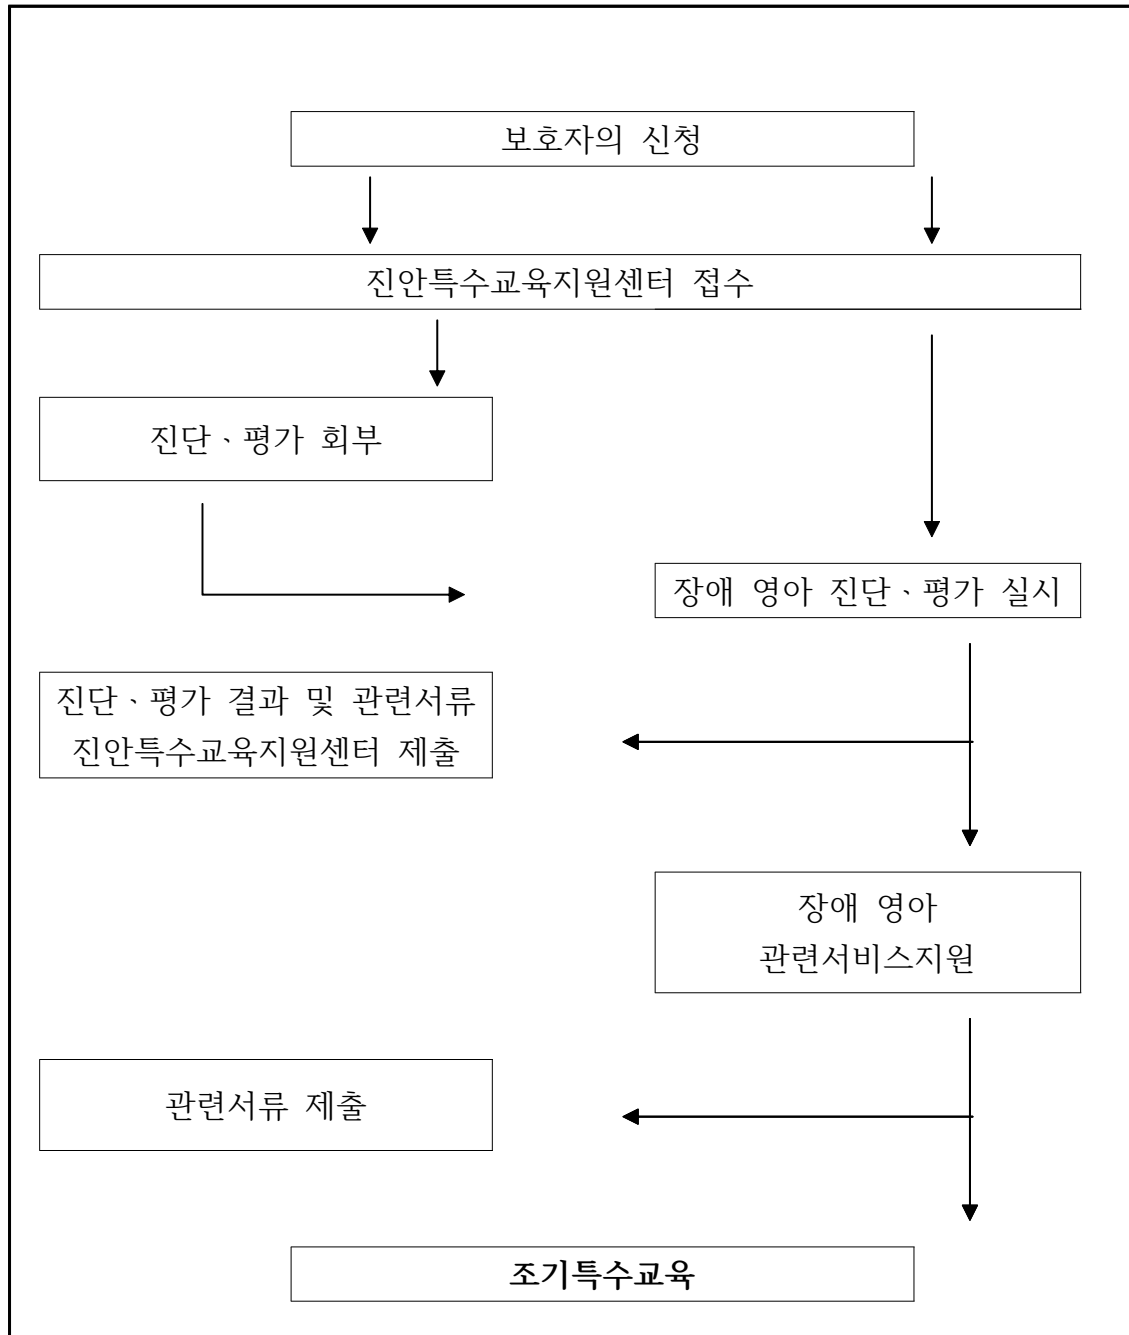 보호자의 신청
진안특수교육지원센터 접수
진단、평가 회부
장애 영아 진단、평가 실시
진단、평가 결과 및 관련서류
진안특수교육지원센터 제출
장애 영아
관련서비스지원
관련서류 제출
조기특수교육